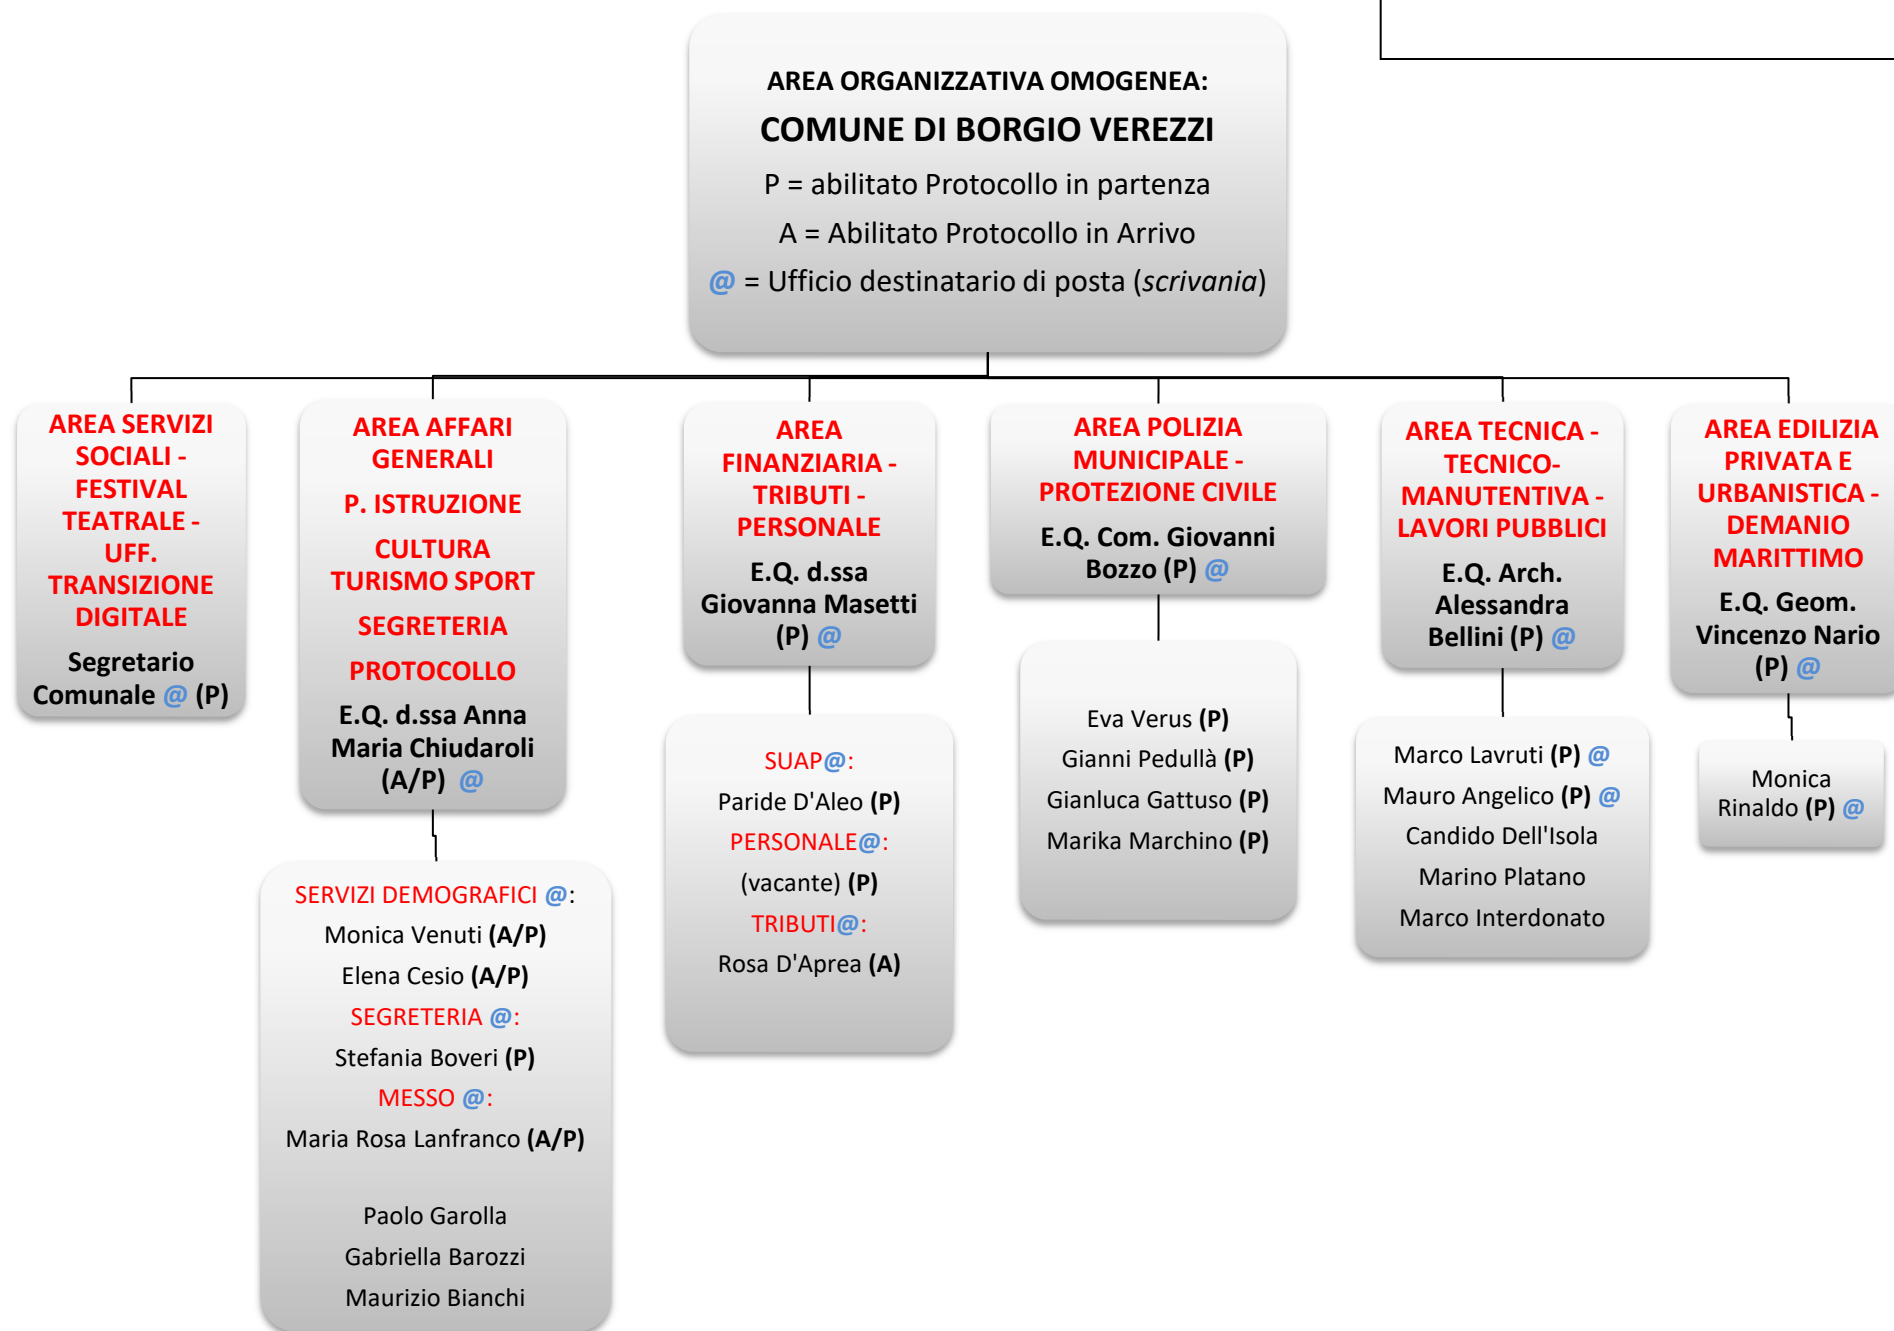 AREA ORGANIZZATIVA OMOGENEA:
COMUNE DI BORGIO VEREZZI
P = abilitato Protocollo in partenza
A = Abilitato Protocollo in Arrivo
@ = Ufficio destinatario di posta (scrivania)
AREA SERVIZI
SOCIALI -
FESTIVAL
TEATRALE -
UFF.
TRANSIZIONE
DIGITALE
Segretario
Comunale @ (P)
AREA AFFARI
GENERALI
P. ISTRUZIONE
CULTURA
TURISMO SPORT
SEGRETERIA
PROTOCOLLO
E.Q. d.ssa Anna
Maria Chiudaroli
(A/P) @
SERVIZI DEMOGRAFICI @:
Monica Venuti (A/P)
Elena Cesio (A/P)
SEGRETERIA @:
Stefania Boveri (P)
MESSO @:
Maria Rosa Lanfranco (A/P)
Paolo Garolla
Gabriella Barozzi
Maurizio Bianchi
AREA
FINANZIARIA -
TRIBUTI -
PERSONALE
E.Q. d.ssa
Giovanna Masetti
(P) @
SUAP@:
Paride D'Aleo (P)
PERSONALE@:
(vacante) (P)
TRIBUTI@:
Rosa D'Aprea (A)
AREA POLIZIA
MUNICIPALE -
PROTEZIONE CIVILE
E.Q. Com. Giovanni
Bozzo (P) @
Eva Verus (P)
Gianni Pedullà (P)
Gianluca Gattuso (P)
Marika Marchino (P)
AREA TECNICA -
TECNICO-
MANUTENTIVA -
LAVORI PUBBLICI
E.Q. Arch.
Alessandra
Bellini (P) @
Marco Lavruti (P) @
Mauro Angelico (P) @
Candido Dell'Isola
Marino Platano
Marco Interdonato
AREA EDILIZIA
PRIVATA E
URBANISTICA -
DEMANIO
MARITTIMO
E.Q. Geom.
Vincenzo Nario
(P) @
Monica
Rinaldo (P) @